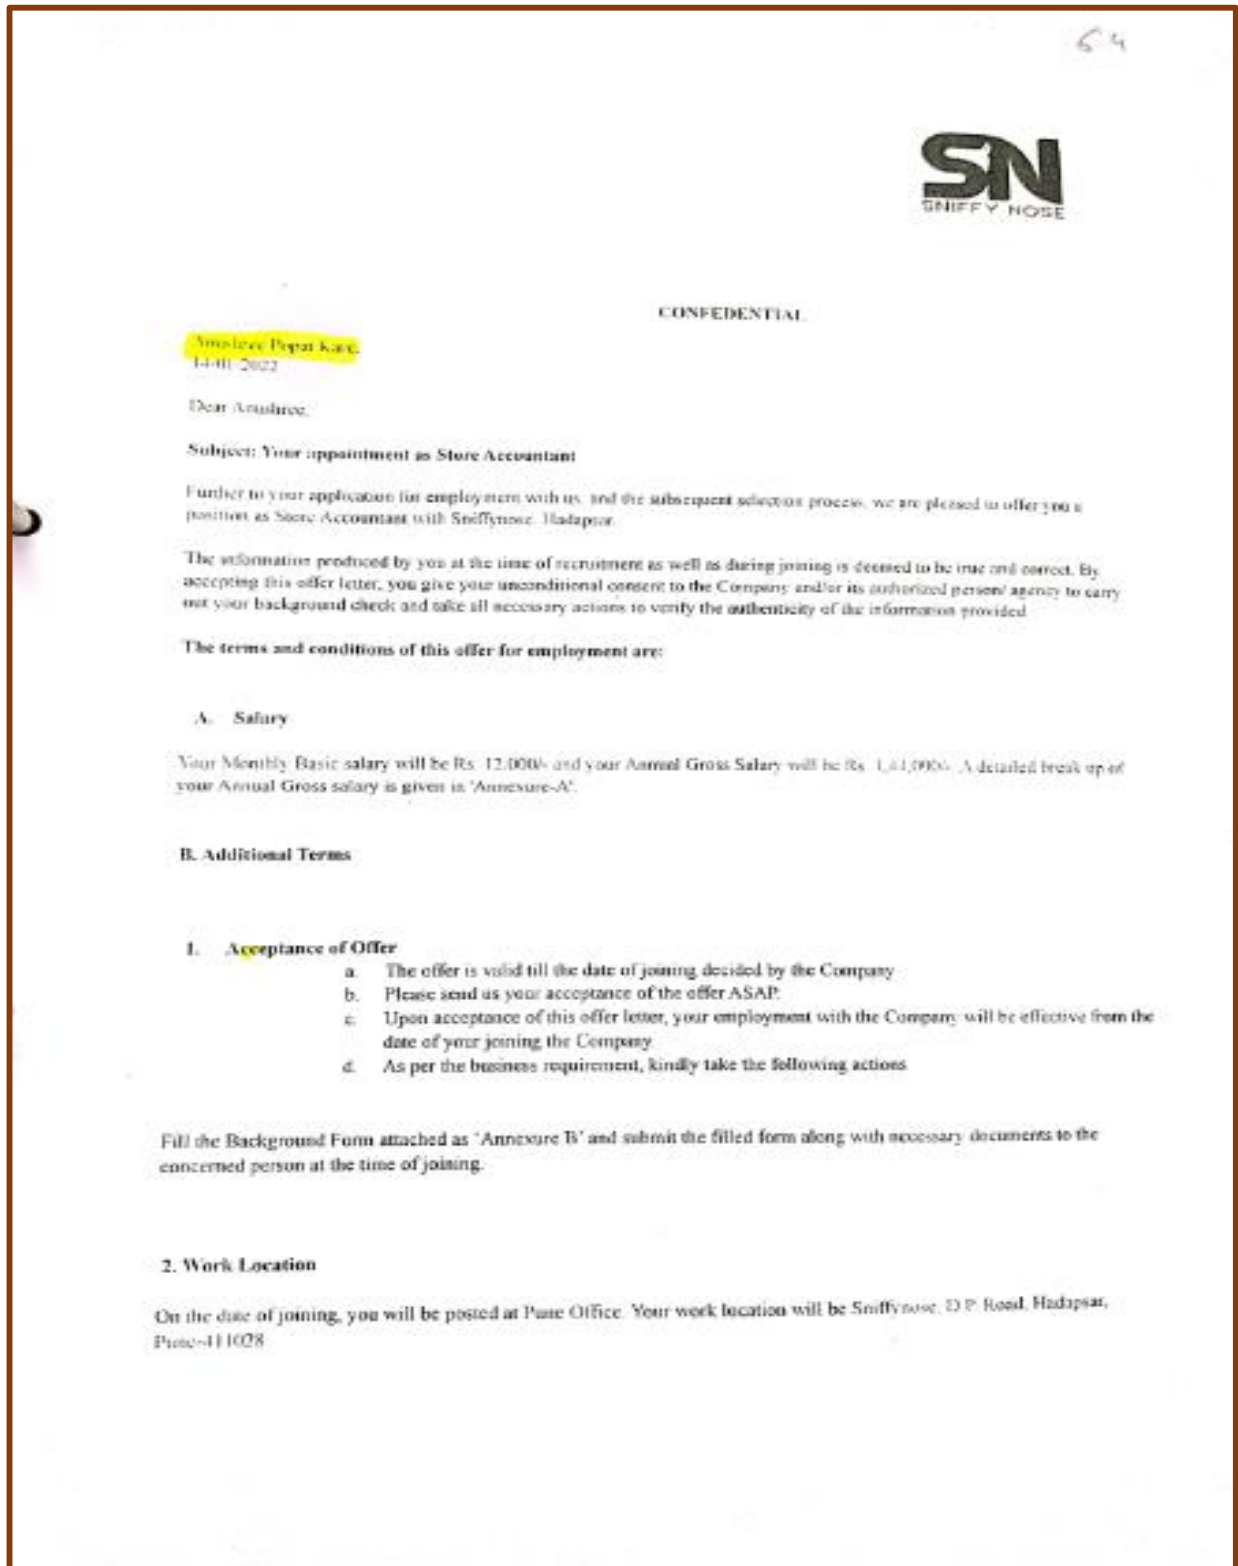 54
SN
SNIFFY NOSE
CONFEDENTIAL
Anushree Popat
2022
Dear Anushree,
Subject: Your appointment as Store Accountant
Further to your application for employment with us, and the subsequent selection process, we are pleased to offer you a
position as Store Accountant with Sniffynose, Hadapsar.
The information produced by you at the time of recruitment as well as during joining is deemed to be true and correct. By
accepting this offer letter, you give your unconditional consent to the Company and/or its authorized person/ agency to carry
out your background check and take all necessary actions to verify the authenticity of the information provided
The terms and conditions of this offer for employment are:
A. Salary
Your Monthly Basic salary will be Rs. 12,000/- and your Annual Gross Salary will be Rs. 1,44,000/-. A detailed break up of
your Annual Gross salary is given in 'Annexure-A'.
B. Additional Terms
1. Acceptance of Offer
a. The offer is valid till the date of joining decided by the Company
b. Please send us your acceptance of the offer ASAP.
c. Upon acceptance of this offer letter, your employment with the Company will be effective from the
date of your joining the Company
d. As per the business requirement, kindly take the following actions
Fill the Background Form attached as 'Annexure B' and submit the filled form along with necessary documents to the
concerned person at the time of joining.
2. Work Location
On the date of joining, you will be posted at Pune Office. Your work location will be Sniffynose, D.P. Road, Hadapsar,
Pune-411028